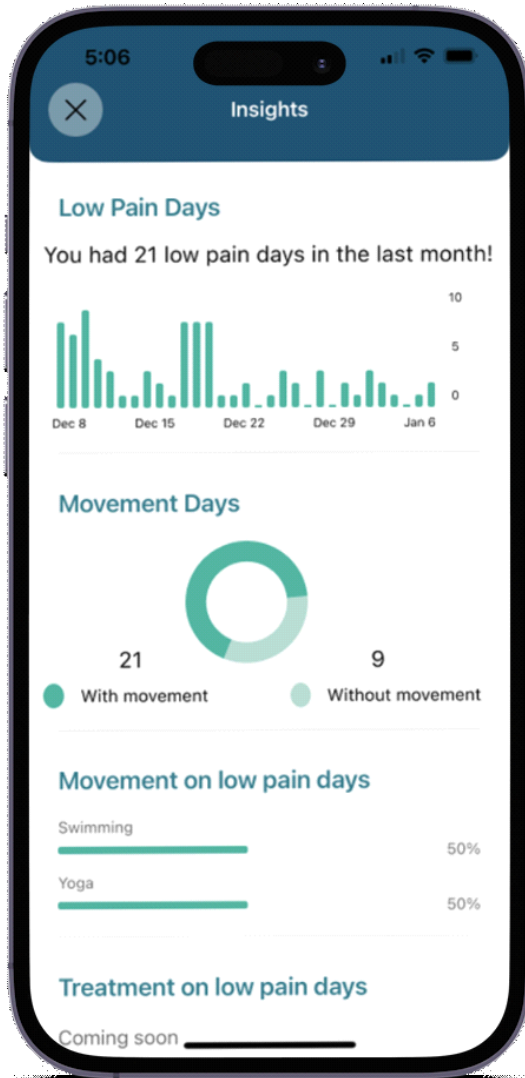 5:06
Insights
Low Pain Days
You had 21 low pain days in the last month!
10
5
0
Dec 8 Dec 15 Dec 22 Dec 29 Jan 6
Movement Days
21 9
With movement Without movement
Movement on low pain days
Swimming
50%
Yoga
50%
Treatment on low pain days
Coming soon